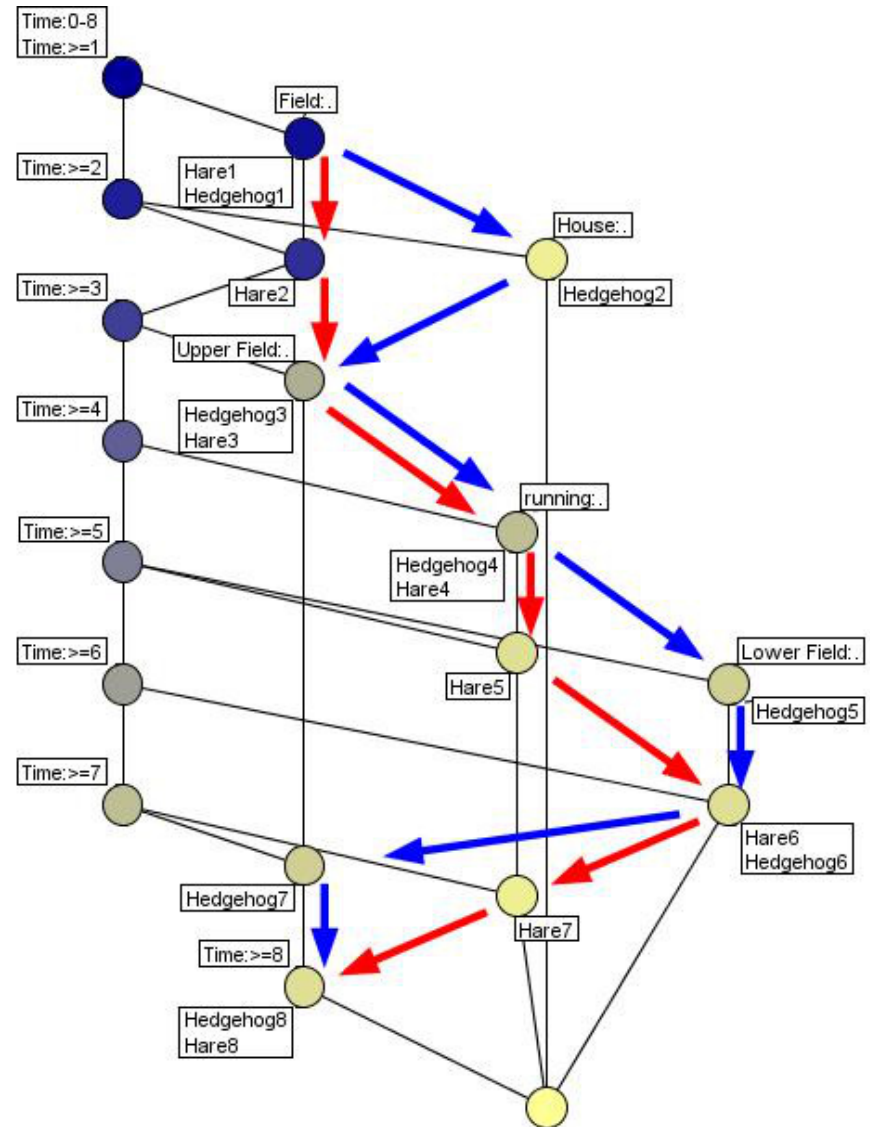 Time:0-8
Time:>=1
Field:.
Time:>=2
Hare1
Hedgehog1
House:.
Time:>=3
Hare2
Hedgehog2
Upper Field:.
Time:>=4
Hedgehog3
Hare3
running:.
Time:>=5
Hedgehog4
Hare4
Time:>=6
Lower Field:.
Hare5
Hedgehog5
Time:>=7
Hare6
Hedgehog6
Hedgehog7
Hare7
Time:>=8
Hedgehog8
Hare8